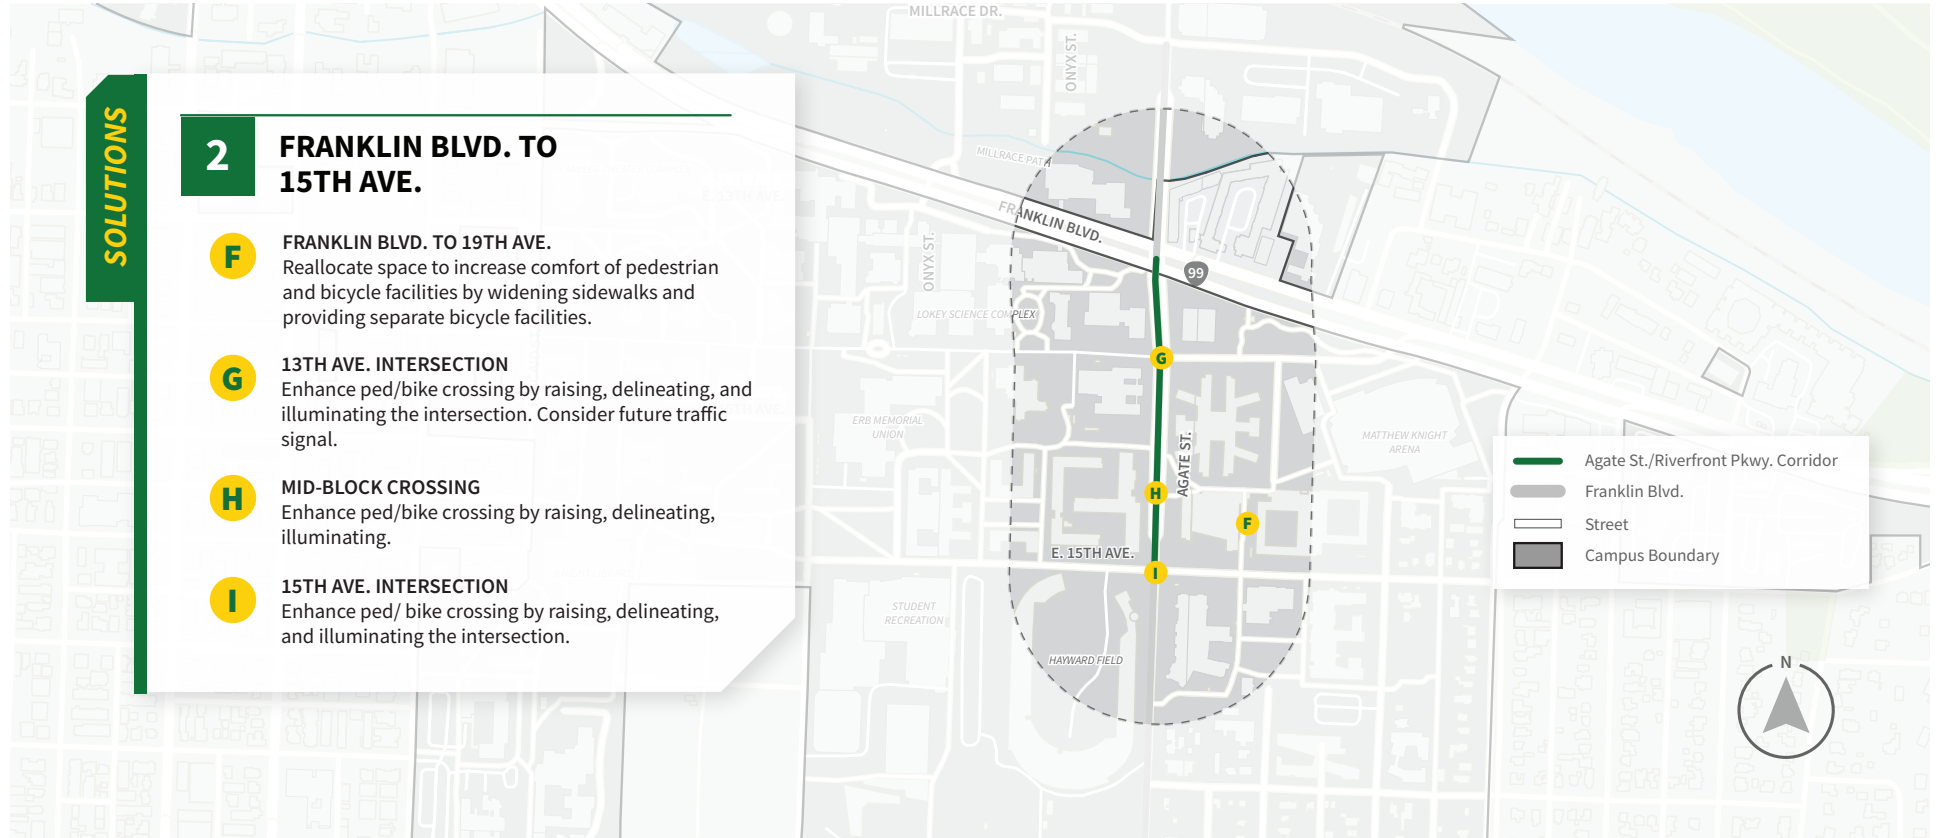 SOLUTIONS
2
FRANKLIN BLVD. TO
15TH AVE.
F
FRANKLIN BLVD. TO 19TH AVE.
Reallocate space to increase comfort of pedestrian
and bicycle facilities by widening sidewalks and
providing separate bicycle facilities.
G
13TH AVE. INTERSECTION
Enhance ped/bike crossing by raising, delineating, and
illuminating the intersection. Consider future traffic
signal.
H
MID-BLOCK CROSSING
Enhance ped/bike crossing by raising, delineating,
illuminating.
I
15TH AVE. INTERSECTION
Enhance ped/ bike crossing by raising, delineating,
and illuminating the intersection.
MILLRACE DR.
ONYX ST.
MILLRACE PATH
FRANKLIN BLVD.
99
ONYX ST.
LOKEY SCIENCE COMPLEX
G
ERB MEMORIAL
UNION
MATTHEW KNIGHT
ARENA
AGATE ST.
H
F
E. 15TH AVE.
I
STUDENT
RECREATION
HAYWARD FIELD
Agate St./Riverfront Pkwy. Corridor
Franklin Blvd.
Street
Campus Boundary
N